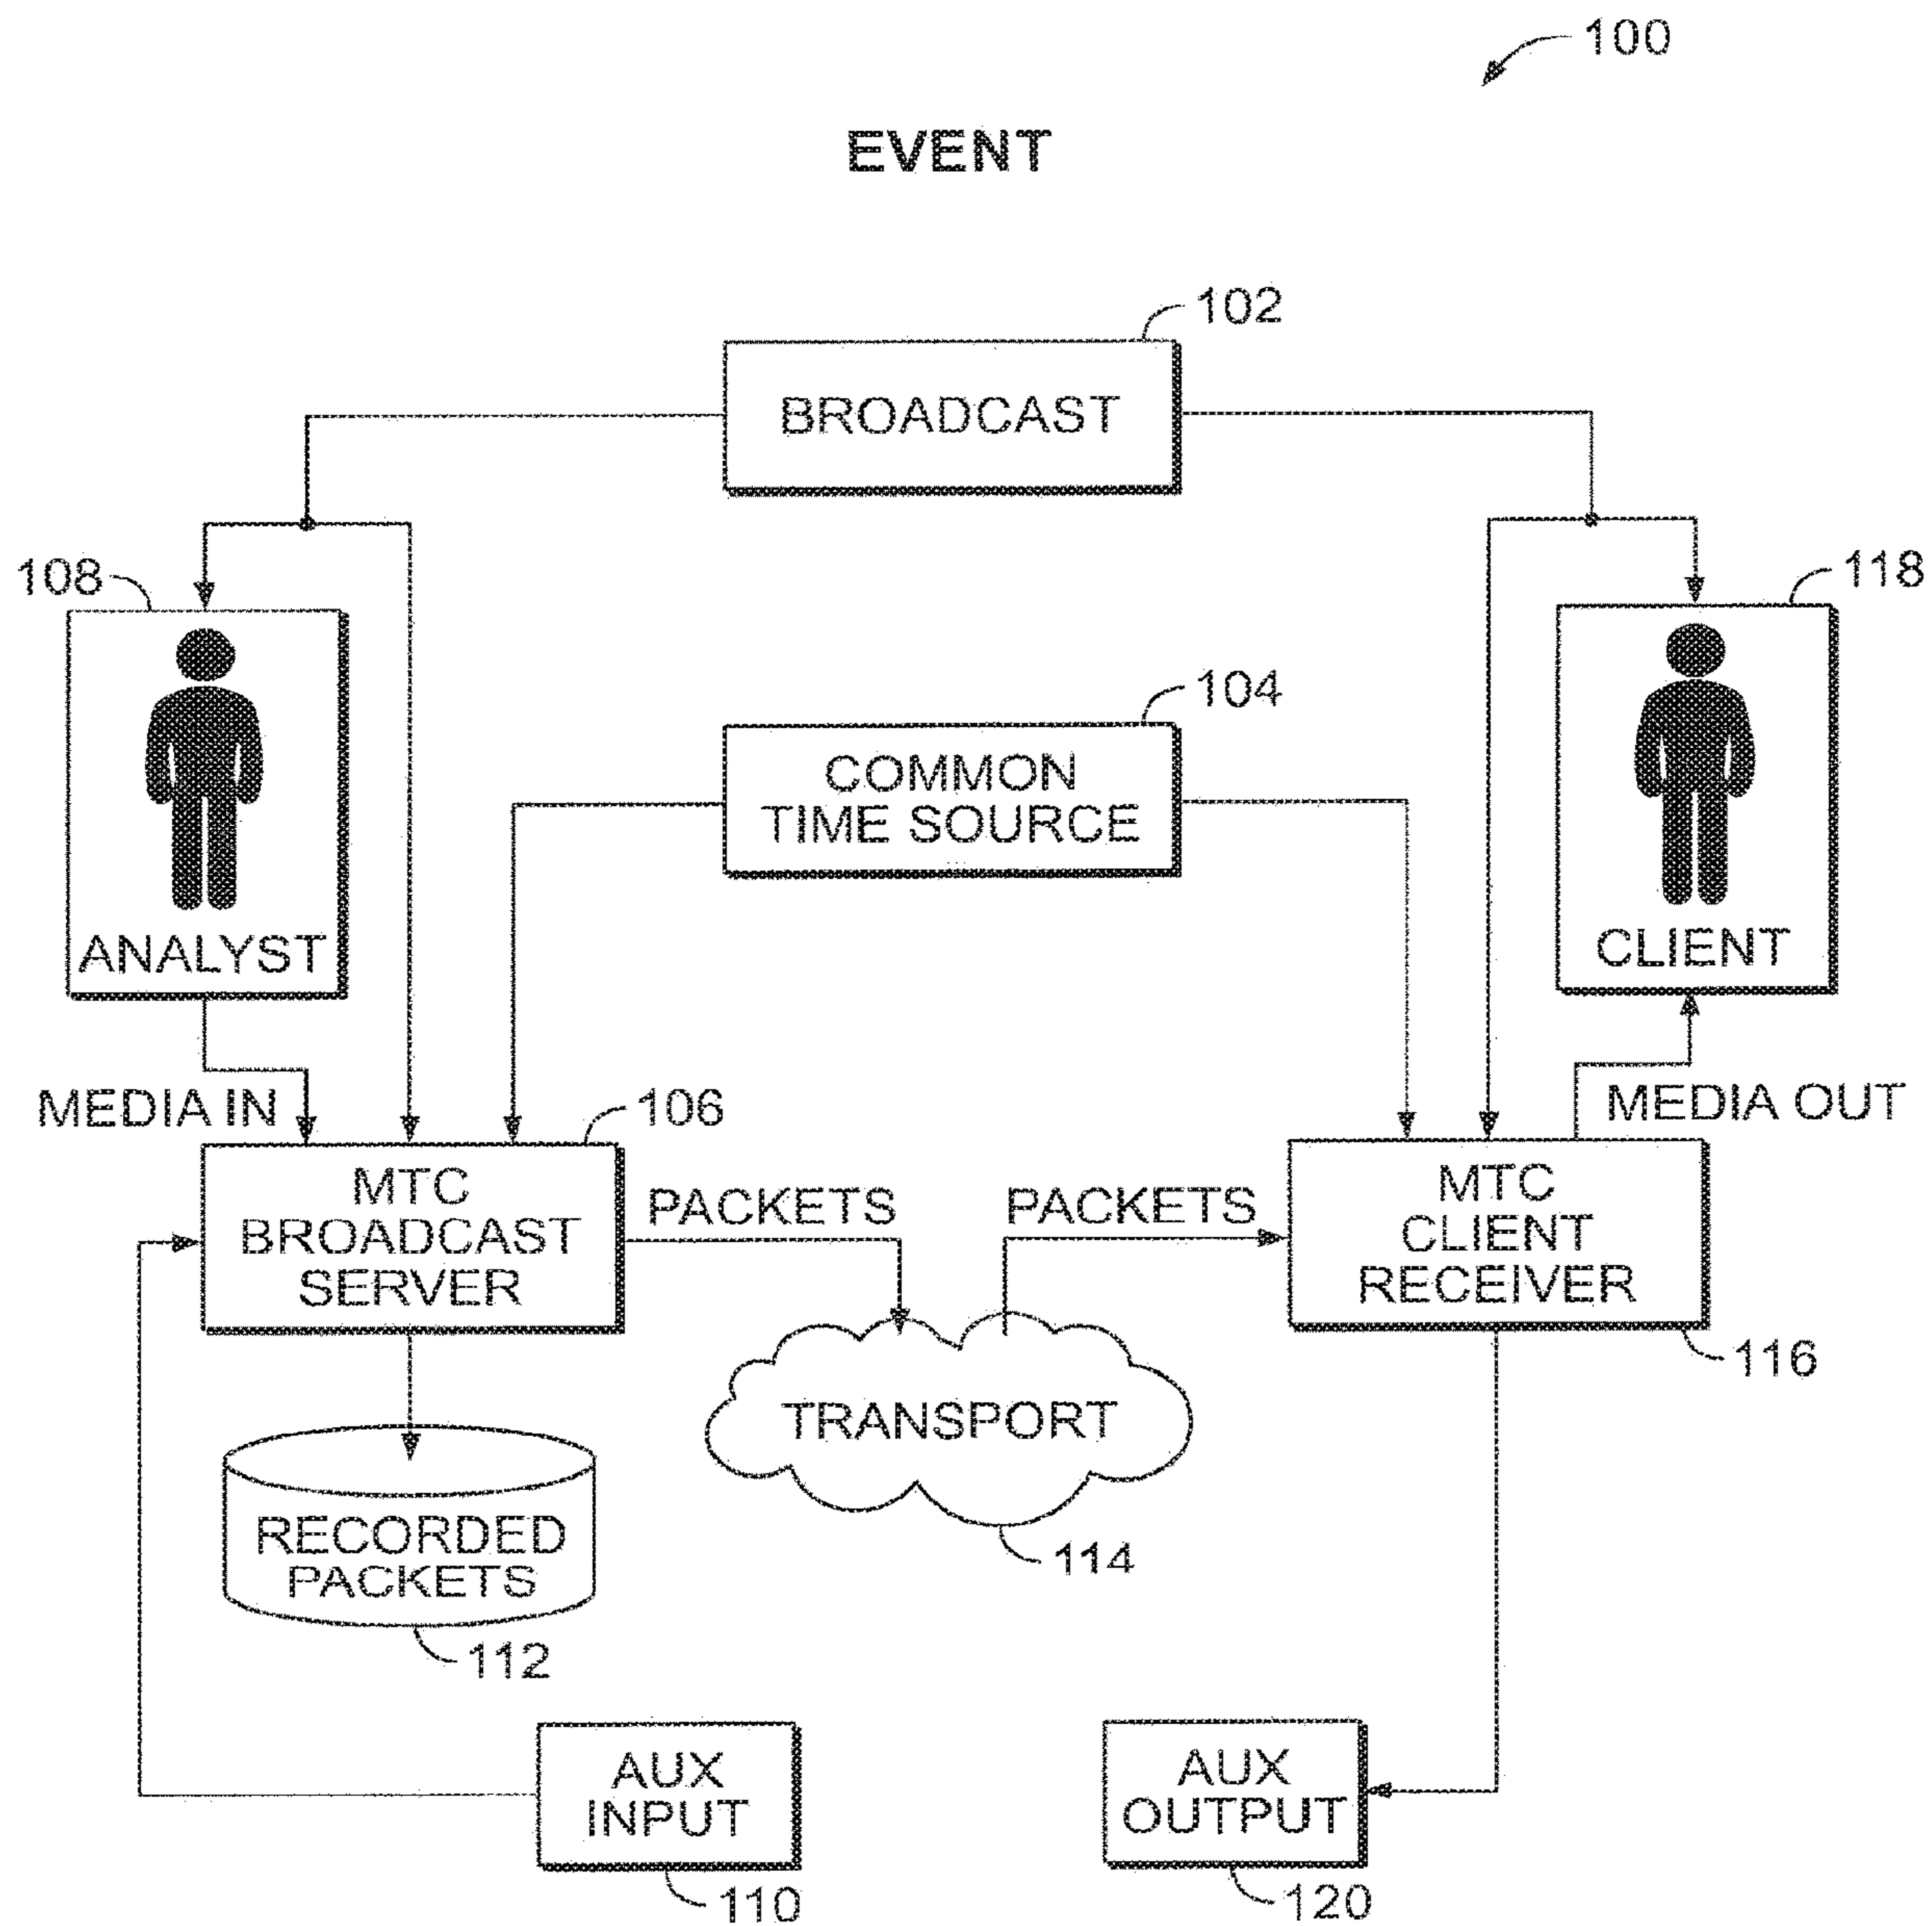 100
EVENT
102
BROADCAST
108
118
104
COMMON
TIME SOURCE
ANALYST
CLIENT
MEDIA IN
106
MEDIA OUT
MTC
BROADCAST
SERVER
PACKETS
PACKETS
MTC
CLIENT
RECEIVER
116
TRANSPORT
114
RECORDED
PACKETS
112
AUX
INPUT
110
AUX
OUTPUT
120